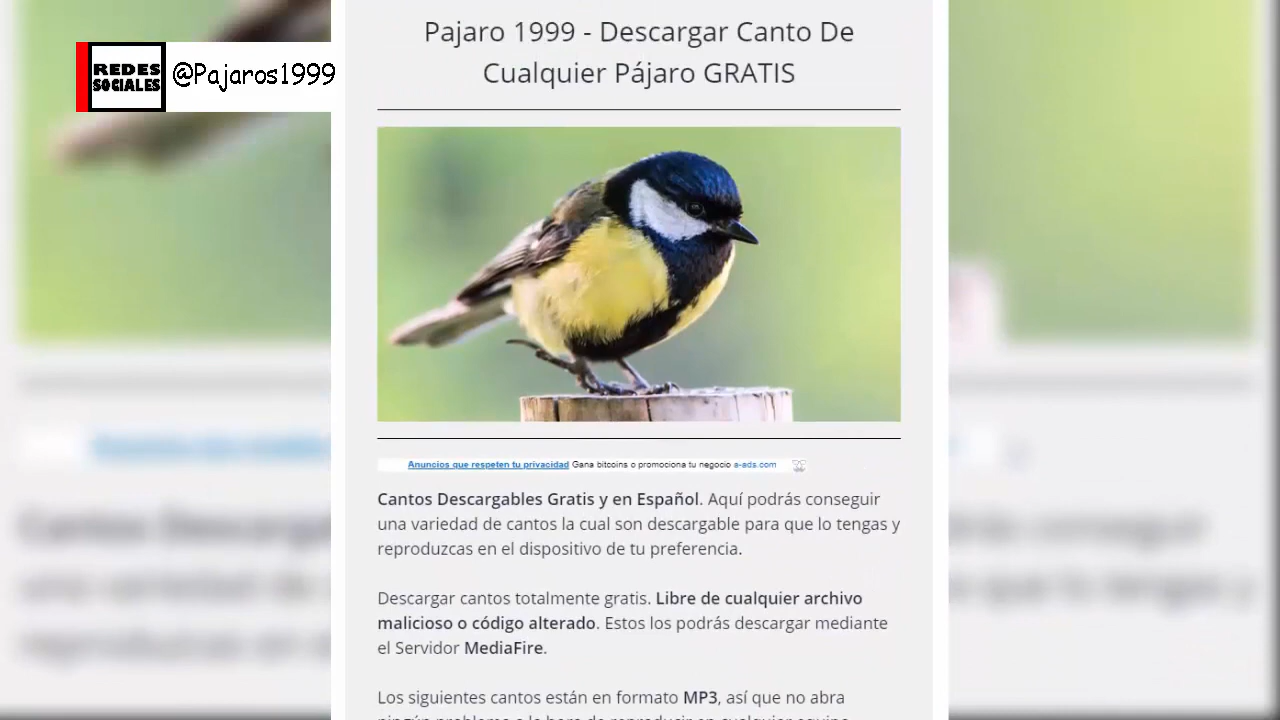 Pajaro 1999 - Descargar Canto De
Cualquier Pájaro GRATIS
REDES
SOCIALES
@Pajaros1999
Anuncios que respeten tu privacidad Gana bitcoins o promociona tu negocio a-ads.com
Cantos Descargables Gratis y en Español. Aquí podrás conseguir
una variedad de cantos la cual son descargable para que lo tengas y
reproduzcas en el dispositivo de tu preferencia.
Descargar cantos totalmente gratis. Libre de cualquier archivo
malicioso o código alterado. Estos los podrás descargar mediante
el Servidor MediaFire.
Los siguientes cantos están en formato MP3, así que no abra